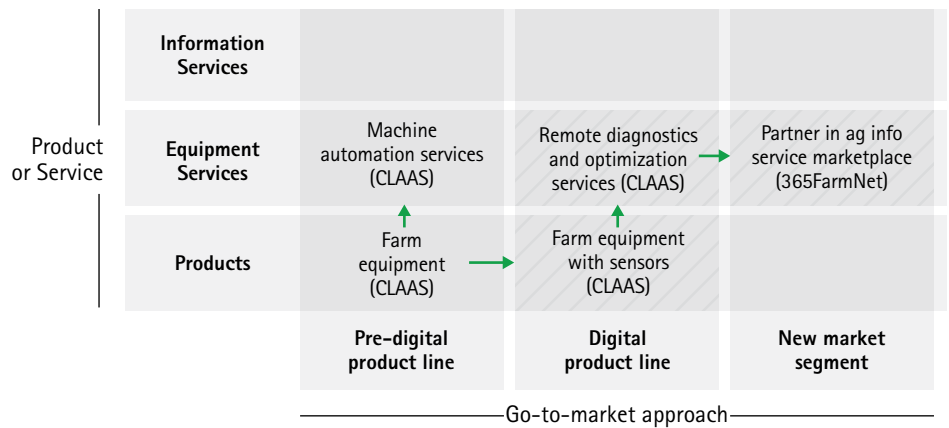 Information
Services
Product
or Service
Equipment
Services
Machine
automation services
(CLAAS)
Remote diagnostics
and optimization
services (CLAAS)
Partner in ag info
service marketplace
(365FarmNet)
Products
Farm
equipment
(CLAAS)
Farm equipment
with sensors
(CLAAS)
Pre-digital
product line
Digital
product line
New market
segment
Go-to-market approach